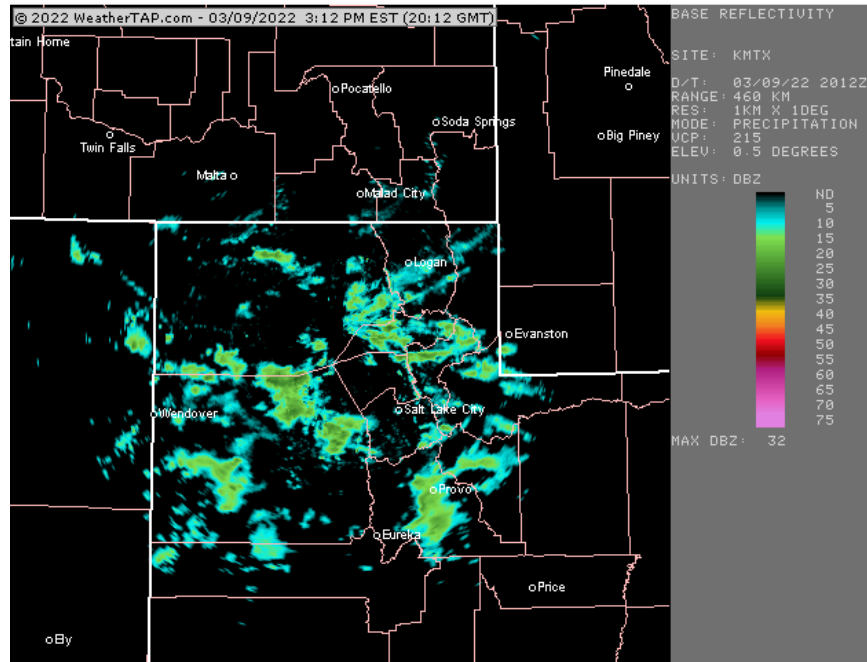 © 2022 WeatherTAP.com - 03/09/2022 3:12 PM EST (20:12 GMT)
tain Home
Pocatello
Pinedale
Soda Springs
Twin Falls
Big Piney
Malta
Malad City
Logan
Evanston
Wendover
Salt Lake City
Provo
Eureka
Price
Ely
BASE REFLECTIVITY
SITE: KMTX
D/T: 03/09/22 2012Z
RANGE: 460 KM
RES: 1KM X 1DEG
MODE: PRECIPITATION
VCP: 215
ELEV: 0.5 DEGREES
UNITS: DBZ
ND
5
10
15
20
25
30
35
40
45
50
55
60
65
70
75
MAX DBZ: 32